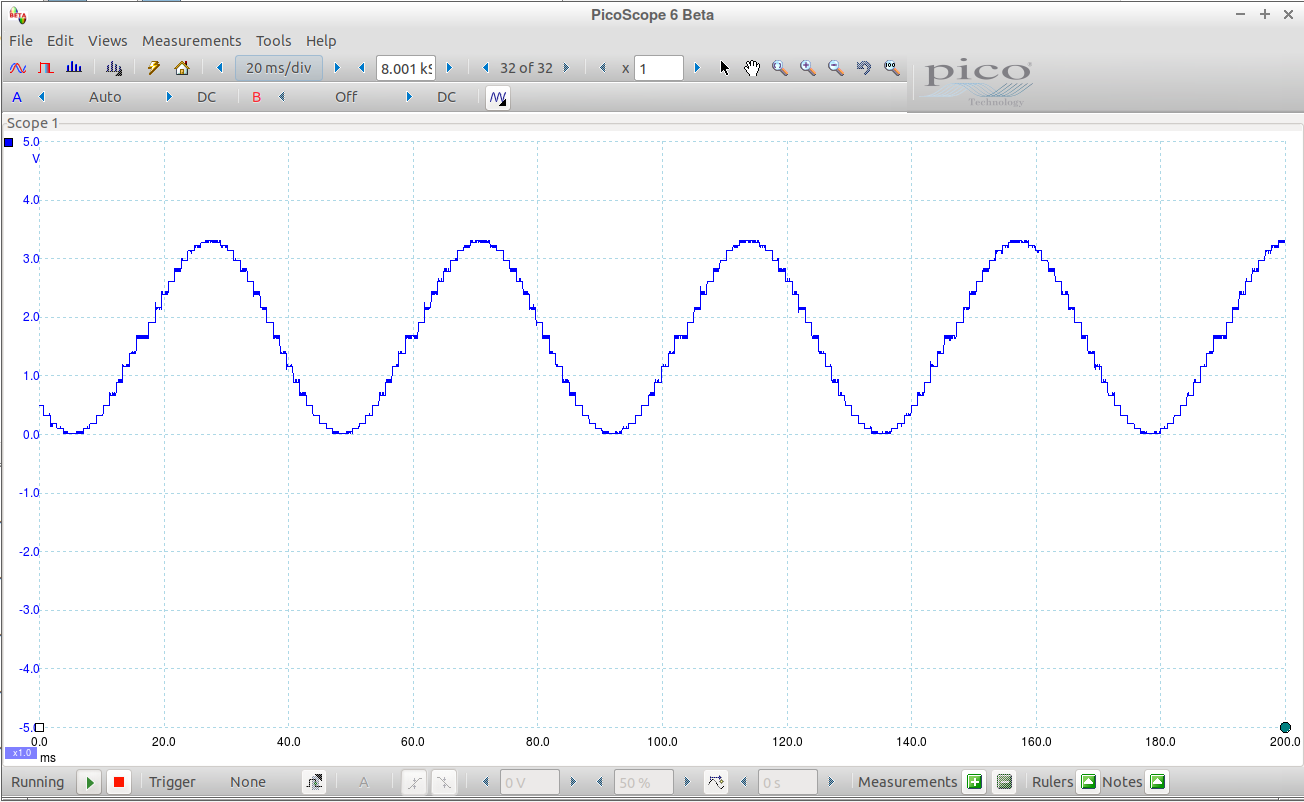 PicoScope 6 Beta
File Edit Views Measurements Tools Help
BETA
20 ms/div 8.001 kS 32 of 32 x 1
A Auto DC B Off DC
pico
Technology
Scope 1
5.0
V
4.0
3.0
2.0
1.0
0.0
-1.0
-2.0
-3.0
-4.0
-5.0
0.0 20.0 40.0 60.0 80.0 100.0 120.0 140.0 160.0 180.0 200.0
x1.0 ms
Running Trigger None A 0 V 50 % 0 s Measurements Rulers Notes